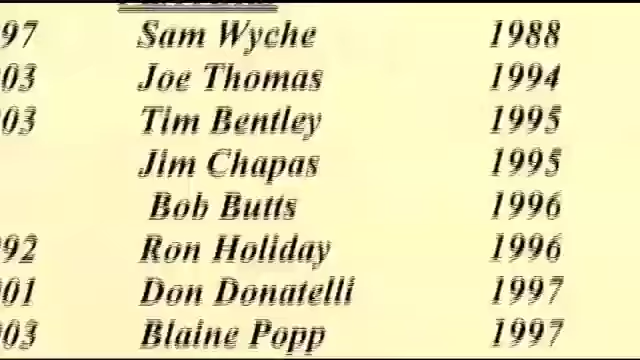 97 Sam Wyche 1988
03 Joe Thomas 1994
03 Tim Bentley 1995
Jim Chapas 1995
Bob Butts 1996
92 Ron Holiday 1996
01 Don Donatelli 1997
03 Blaine Popp 1997